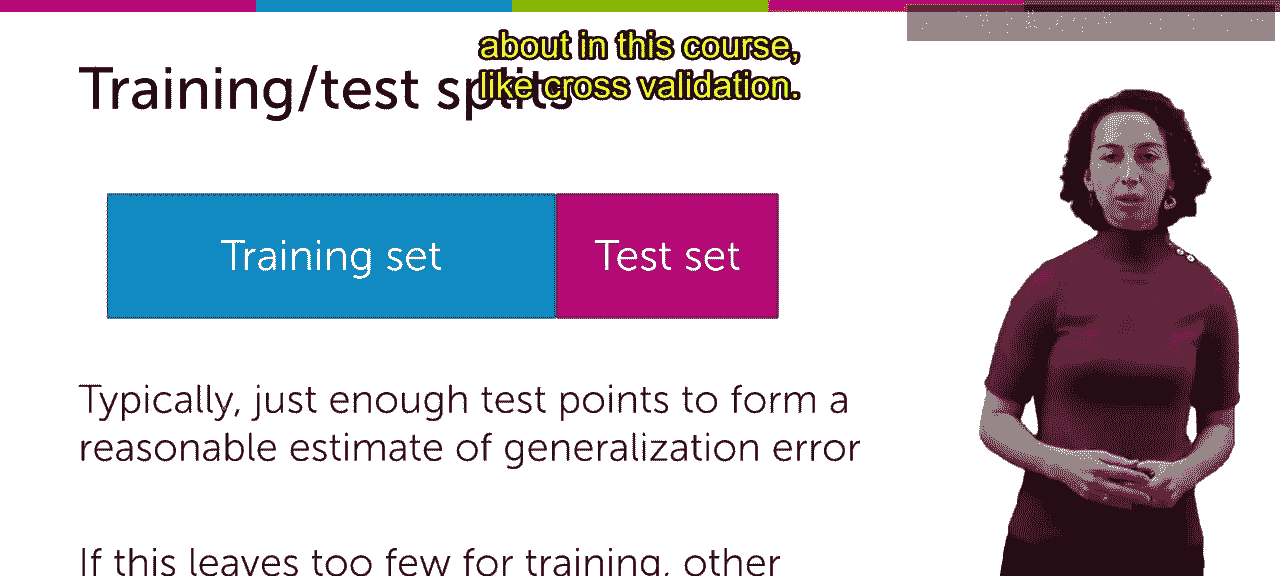 about in this course,
like cross validation.
Training/test splits
Training set
Test set
Typically, just enough test points to form a
reasonable estimate of generalization error
If this leaves too few for training, other